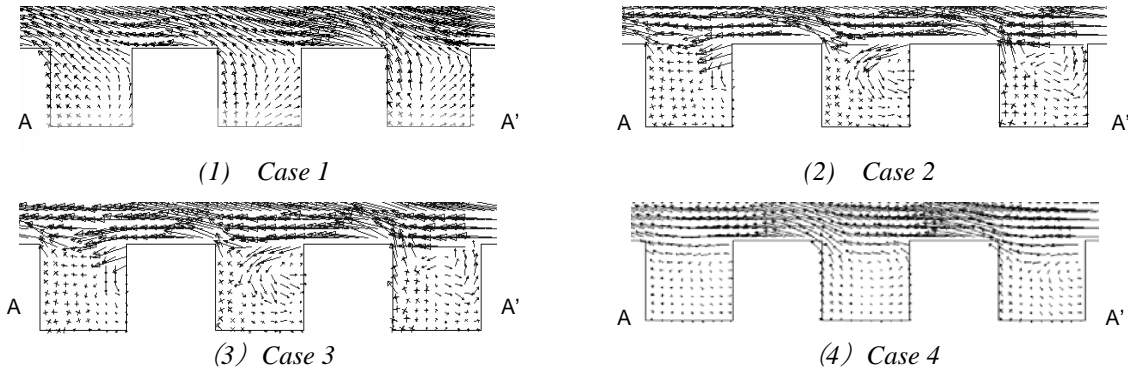 A A'
(1) Case 1
A A'
(2) Case 2
A A'
(3) Case 3
A A'
(4) Case 4